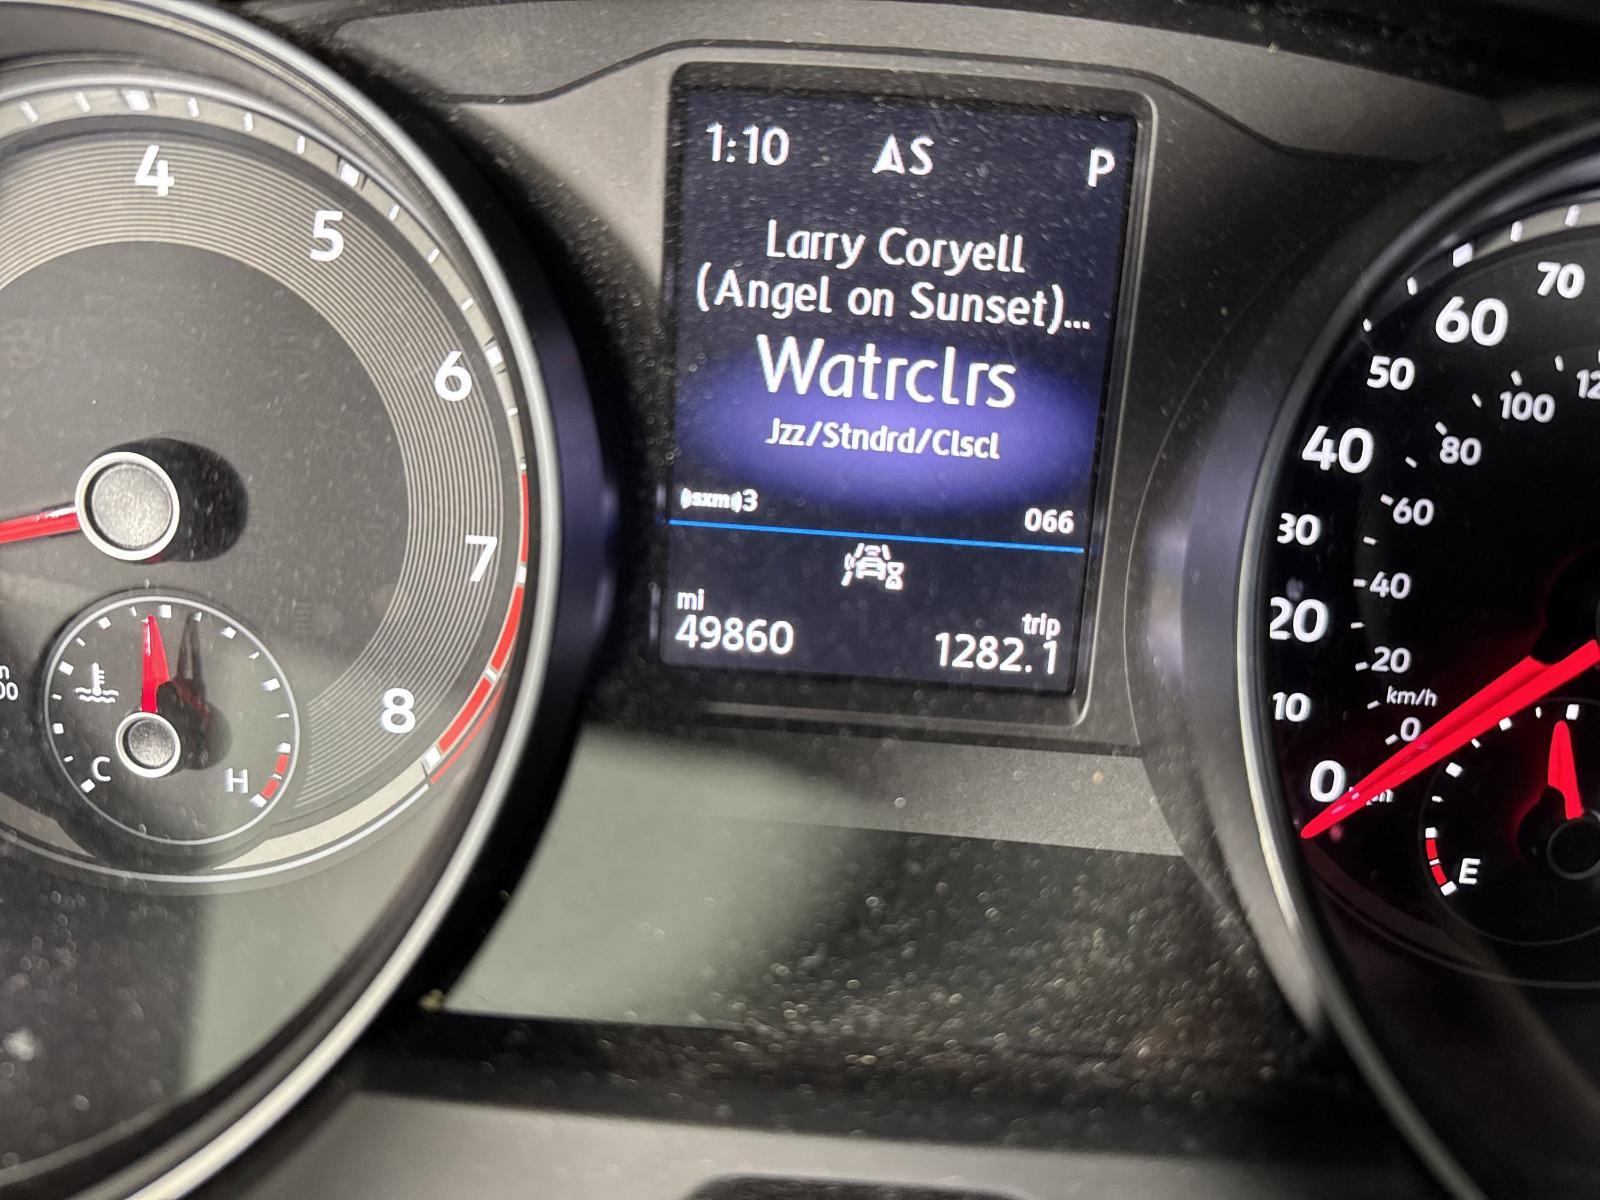 1:10 AS P
Larry Coryell
(Angel on Sunset)...
Watrclrs
Jzz/Stndrd/Clscl
((sxm))3 066
mi
49860
trip
1282.1
4
5
6
7
8
C H
70
60
50
40
30
20
10
0
100
80
60
40
20
km/h
0
E